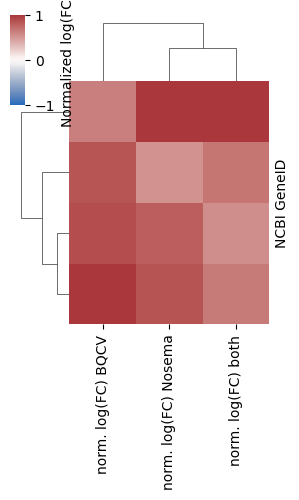 1
0
−1
Normalized log(FC
NCBI GeneID
norm. log(FC) BQCV
norm. log(FC) Nosema
norm. log(FC) both